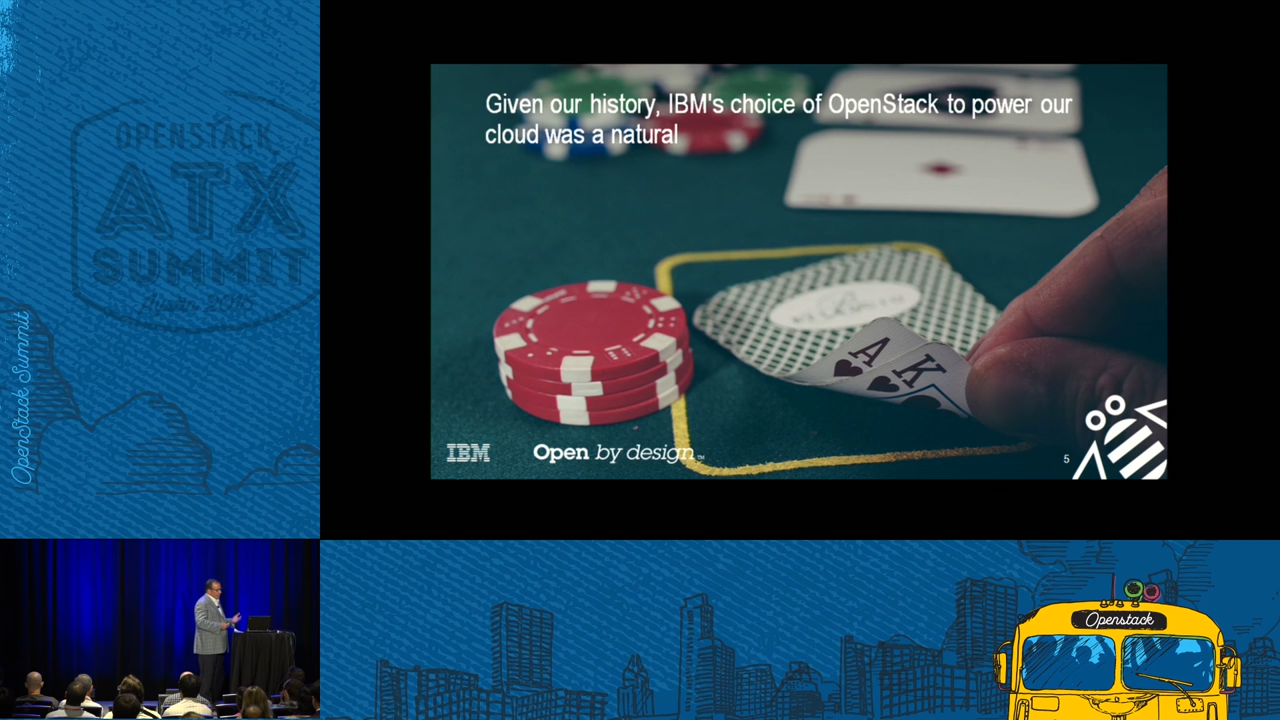 OPENSTACK
ATX
SUMMIT
OpenStack Summit
Given our history, IBM's choice of OpenStack to power our
cloud was a natural
A K
IBM Open by design
5
Openstack